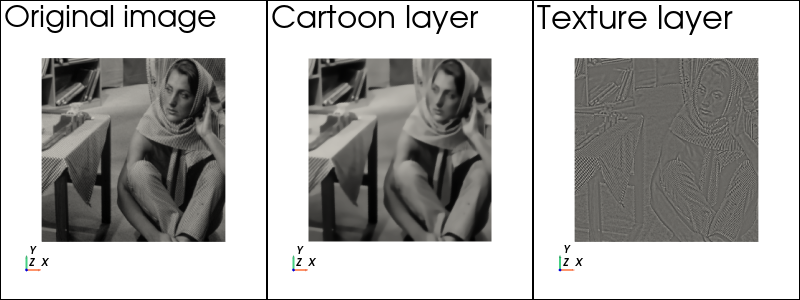 Original image
Cartoon layer
Texture layer
Y
Z X
Y
Z X
Y
Z X